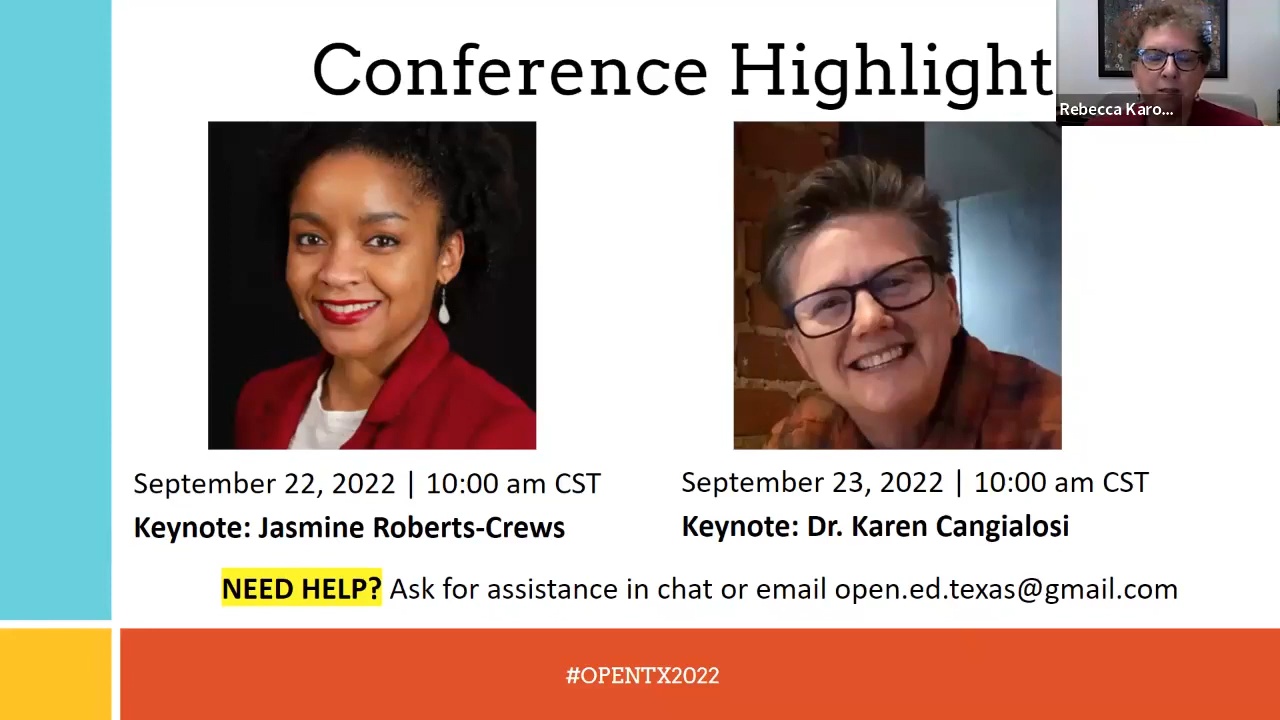 Conference Highlight
Rebecca Karo...
September 22, 2022 | 10:00 am CST
Keynote: Jasmine Roberts-Crews
September 23, 2022 | 10:00 am CST
Keynote: Dr. Karen Cangialosi
NEED HELP? Ask for assistance in chat or email open.ed.texas@gmail.com
#OPENTX2022